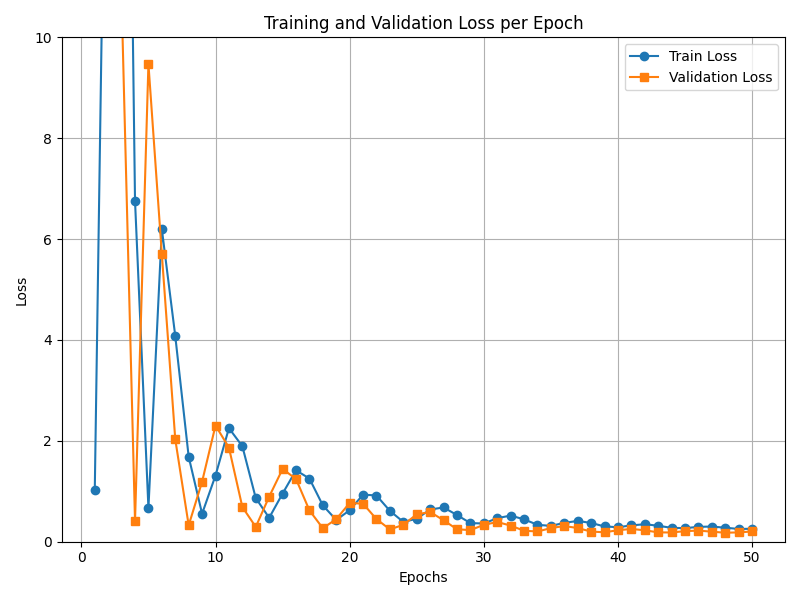 Training and Validation Loss per Epoch
Train Loss
Validation Loss
Loss
10
8
6
4
2
0
0 10 20 30 40 50
Epochs